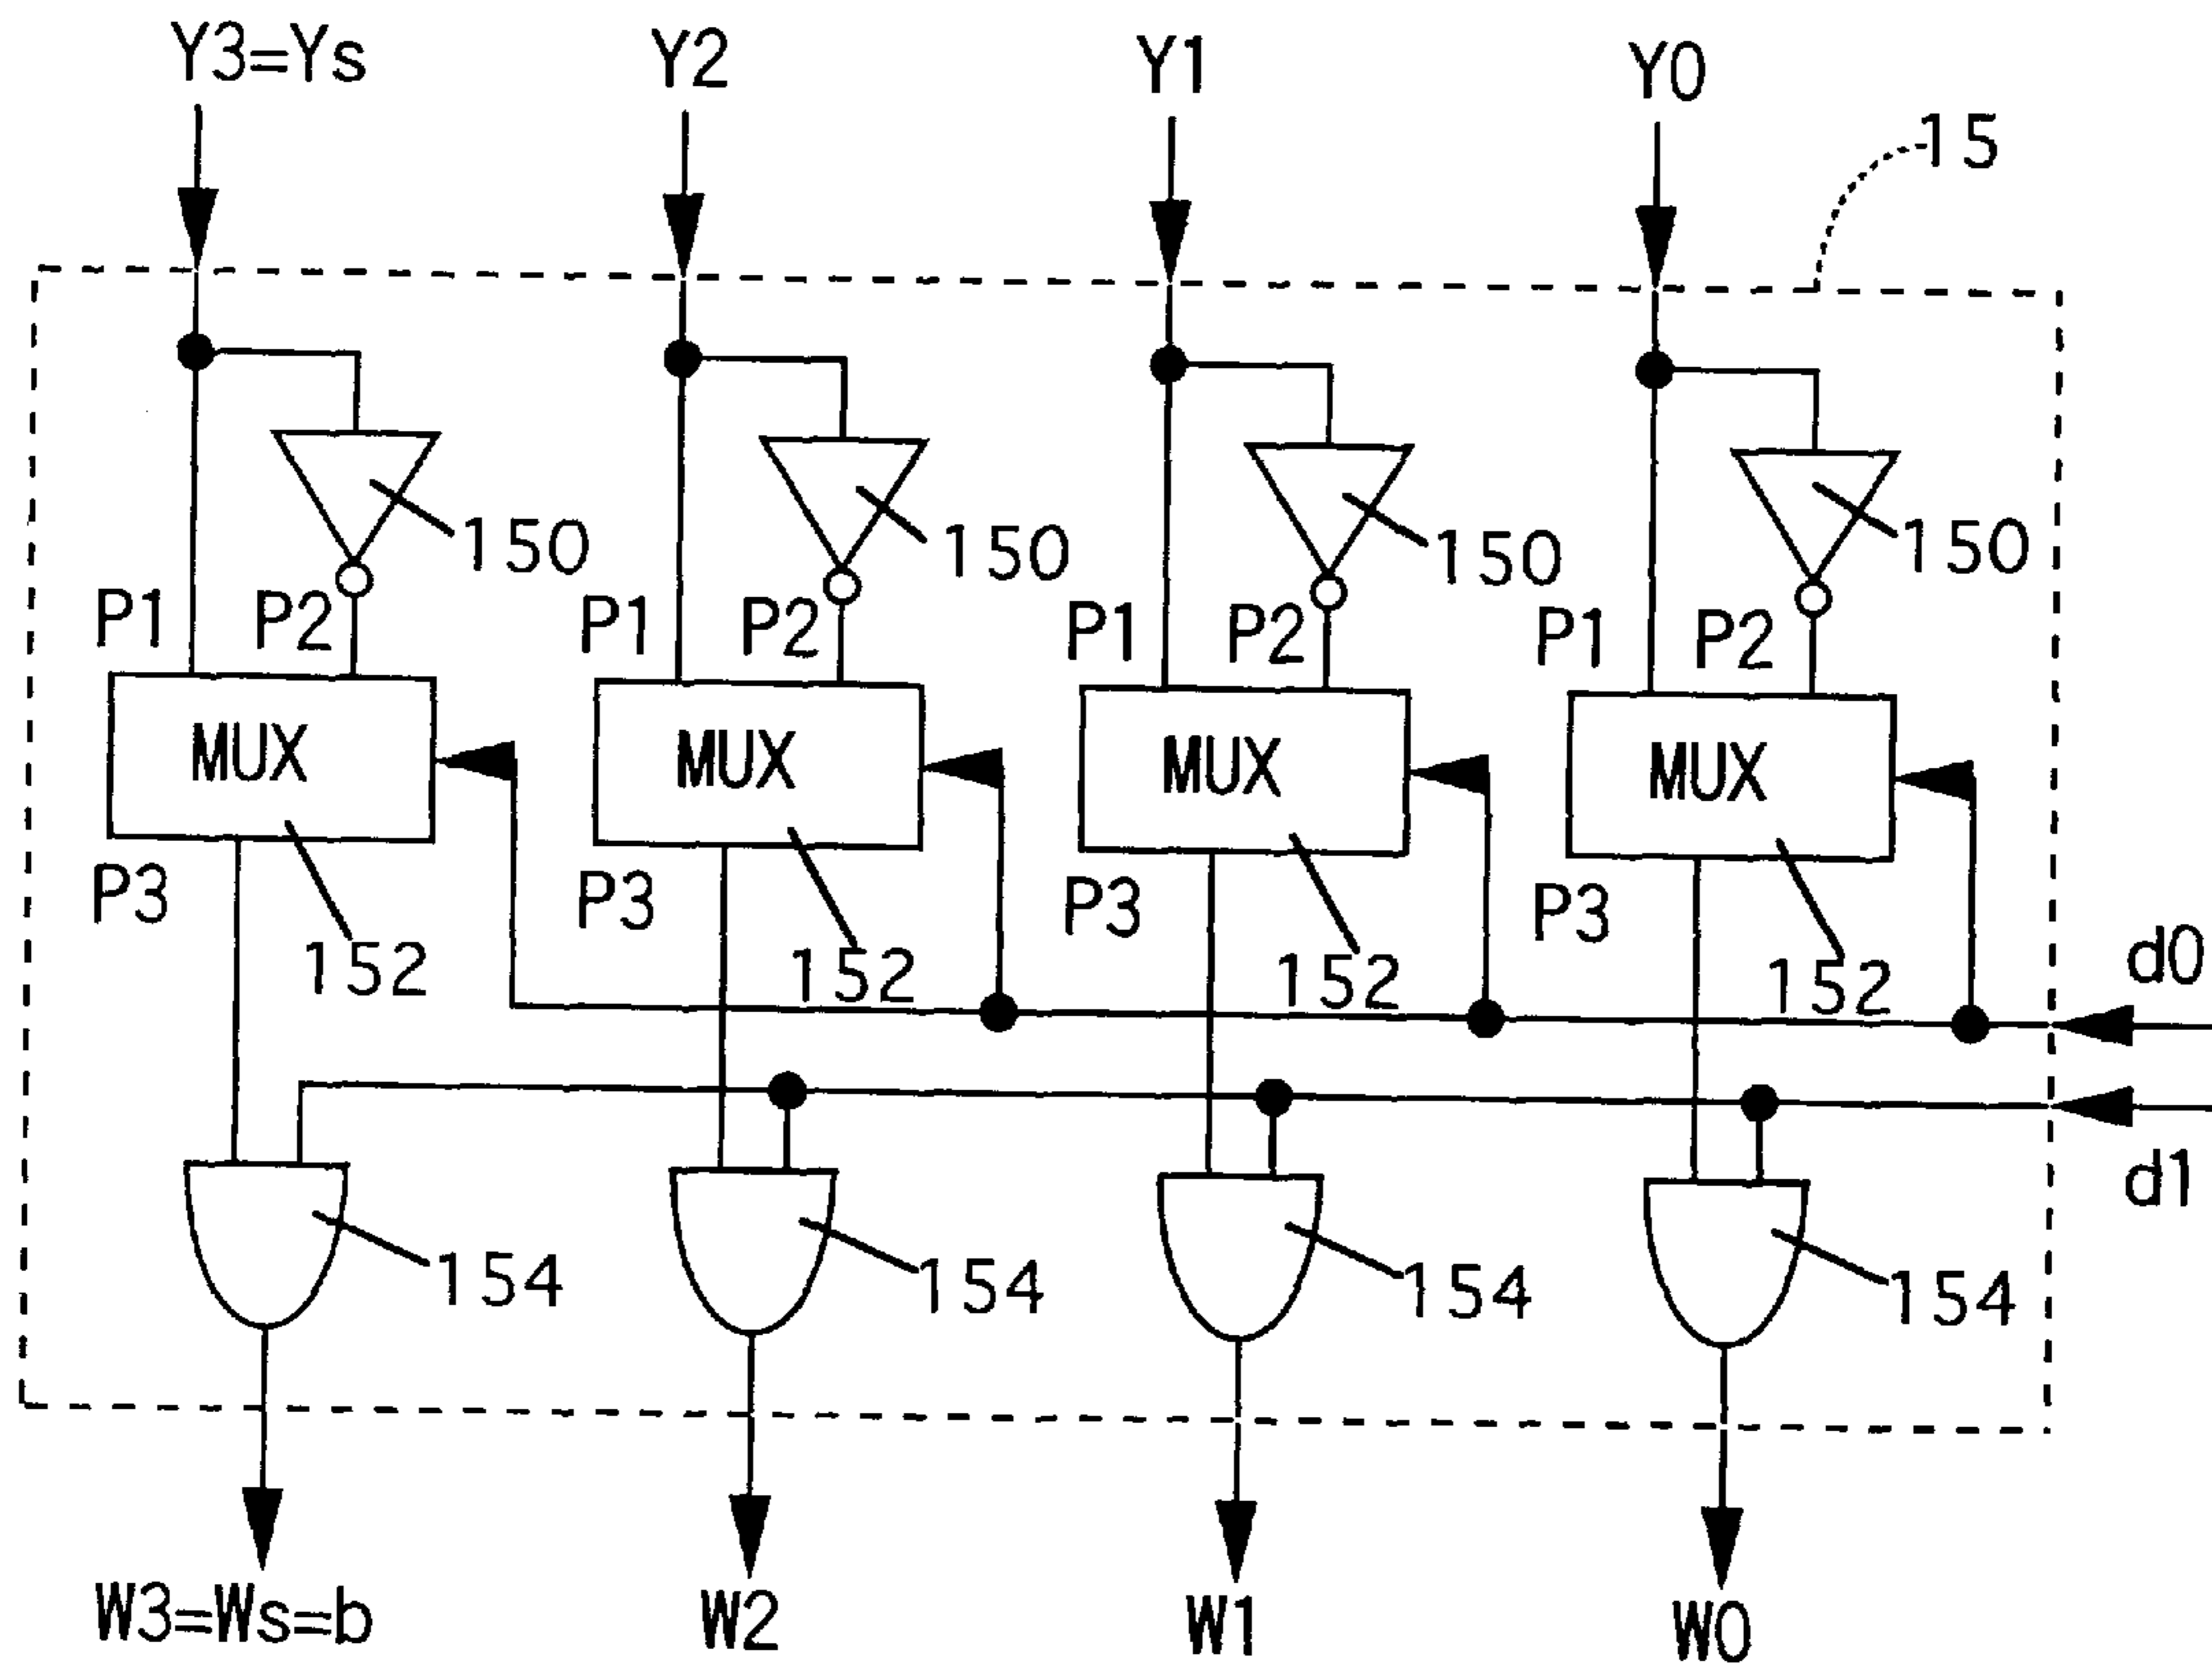 Y3=Ys Y2 Y1 Y0
15
150 150 150 150
P1 P2 P1 P2 P1 P2 P1 P2
MUX MUX MUX MUX
P3 P3 P3 P3
152 152 152 152
d0
d1
154 154 154 154
W3=Ws=b W2 W1 W0